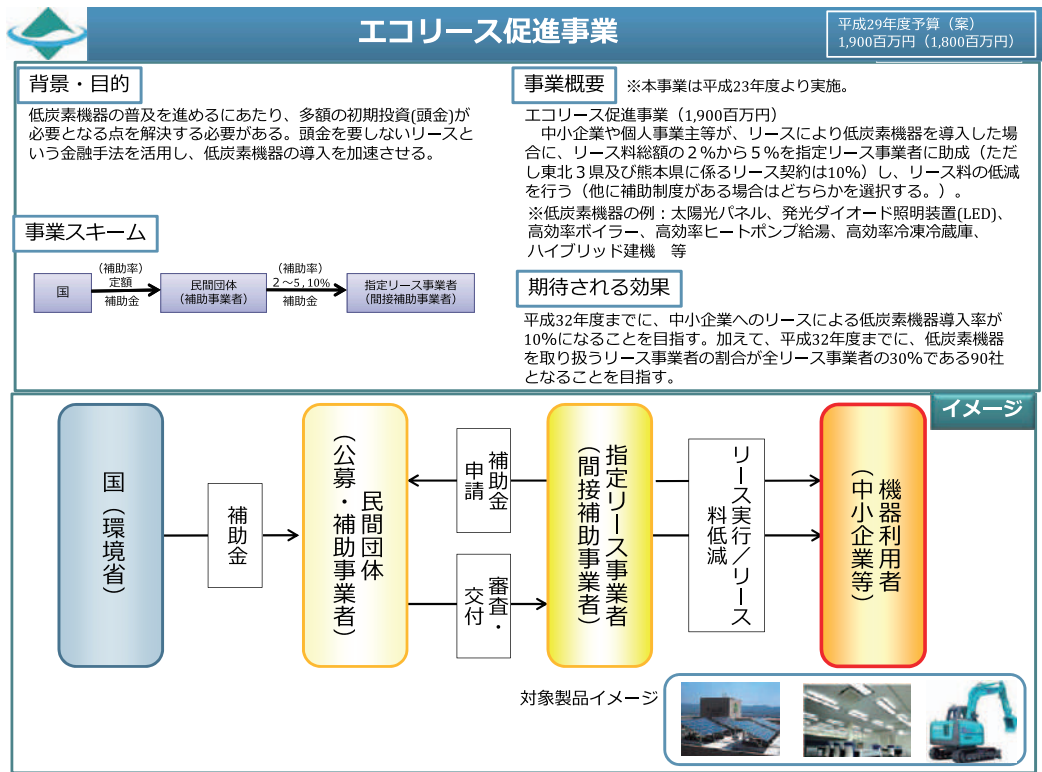 エコリース促進事業
平成29年度予算（案）
1,900百万円（1,800百万円）
背景・目的
低炭素機器の普及を進めるにあたり、多額の初期投資(頭金)が
必要となる点を解決する必要がある。頭金を要しないリースと
いう金融手法を活用し、低炭素機器の導入を加速させる。
事業スキーム
国
（補助率）
定額
補助金
民間団体
（補助事業者）
（補助率）
２～5,10%
補助金
指定リース事業者
（間接補助事業者）
事業概要
※本事業は平成23年度より実施。
エコリース促進事業（1,900百万円）
中小企業や個人事業主等が、リースにより低炭素機器を導入した場
合に、リース料総額の２％から５％を指定リース事業者に助成（ただ
し東北３県及び熊本県に係るリース契約は10％）し、リース料の低減
を行う（他に補助制度がある場合はどちらかを選択する。）。
※低炭素機器の例：太陽光パネル、発光ダイオード照明装置(LED)、
高効率ボイラー、高効率ヒートポンプ給湯、高効率冷凍冷蔵庫、
ハイブリッド建機　等
期待される効果
平成32年度までに、中小企業へのリースによる低炭素機器導入率が
10％になることを目指す。加えて、平成32年度までに、低炭素機器
を取り扱うリース事業者の割合が全リース事業者の30％である90社
となることを目指す。
イメージ
国（環境省）
補助金
民間団体
（公募・補助事業者）
補助金
申請
審査・
交付
指定リース事業者
（間接補助事業者）
リース実行／リース
料低減
機器利用者
（中小企業等）
対象製品イメージ